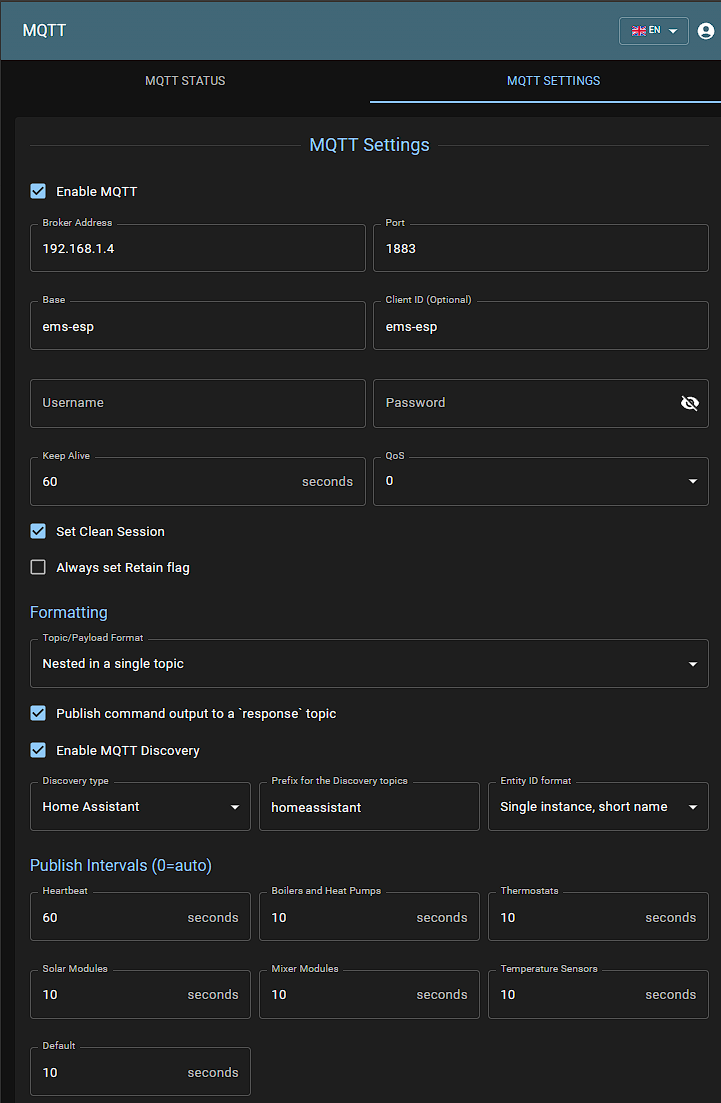 MQTT
EN
MQTT STATUS
MQTT SETTINGS
MQTT Settings
Enable MQTT
Broker Address
Port
192.168.1.4
1883
Base
Client ID (Optional)
ems-esp
ems-esp
Username
Password
Keep Alive
QoS
60 seconds
0
Set Clean Session
Always set Retain flag
Formatting
Topic/Payload Format
Nested in a single topic
Publish command output to a `response` topic
Enable MQTT Discovery
Discovery type
Prefix for the Discovery topics
Entity ID format
Home Assistant
homeassistant
Single instance, short name
Publish Intervals (0=auto)
Heartbeat
Boilers and Heat Pumps
Thermostats
60 seconds
10 seconds
10 seconds
Solar Modules
Mixer Modules
Temperature Sensors
10 seconds
10 seconds
10 seconds
Default
10 seconds